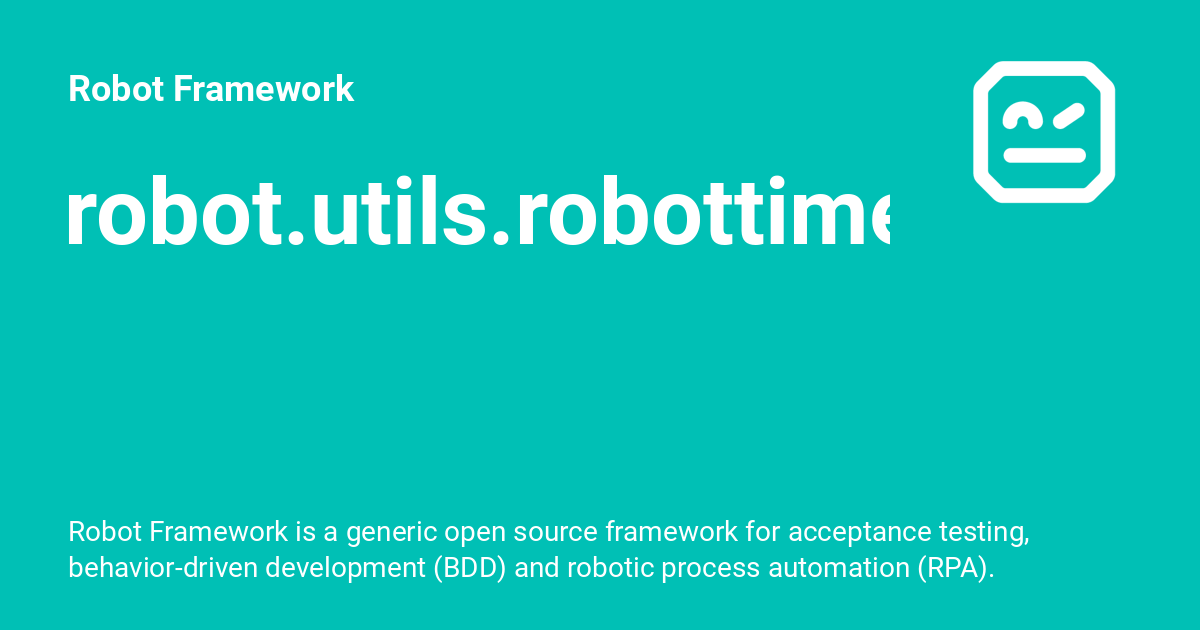 Robot Framework
robot.utils.robottime
Robot Framework is a generic open source framework for acceptance testing,
behavior-driven development (BDD) and robotic process automation (RPA).